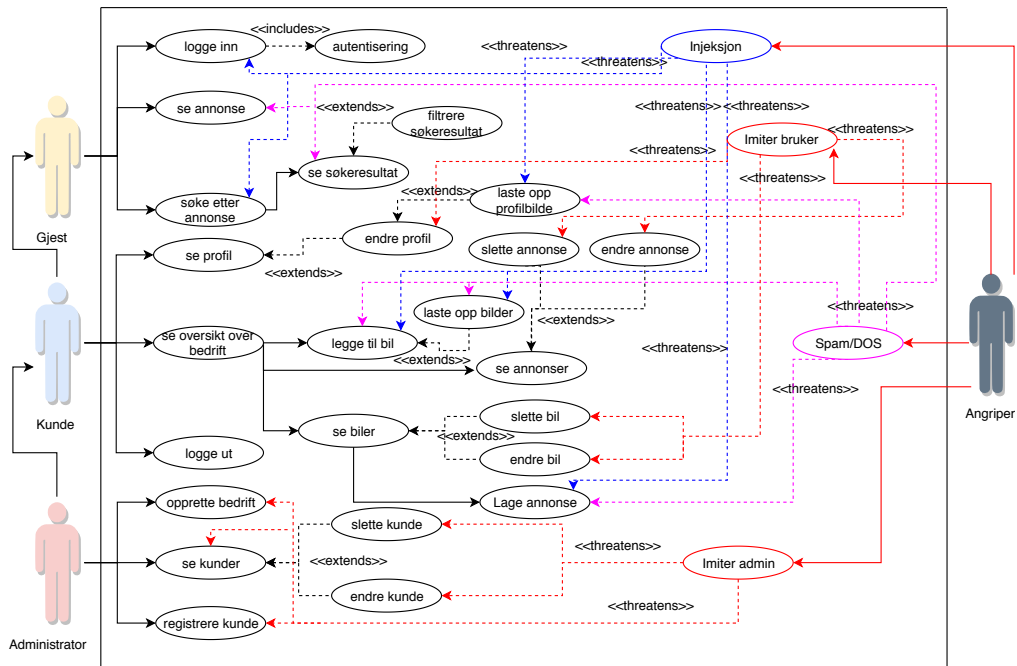 <<includes>>
logge inn
autentisering
<<threatens>>
Injeksjon
<<threatens>>
se annonse
<<extends>>
filtrere
søkeresultat
<<threatens>>
<<threatens>>
<<threatens>>
Imiter bruker
se søkeresultat
<<threatens>>
<<threatens>>
søke etter
annonse
<<extends>>
laste opp
profilbilde
Gjest
endre profil
se profil
slette annonse
endre annonse
<<extends>>
laste opp bilder
<<threatens>>
<<extends>>
se oversikt over
bedrift
legge til bil
<<threatens>>
Spam/DOS
<<extends>>
se annonser
<<threatens>>
Kunde
Angriper
slette bil
se biler
<<extends>>
logge ut
endre bil
opprette bedrift
Lage annonse
slette kunde
<<threatens>>
se kunder
<<extends>>
Imiter admin
endre kunde
<<threatens>>
registrere kunde
Administrator